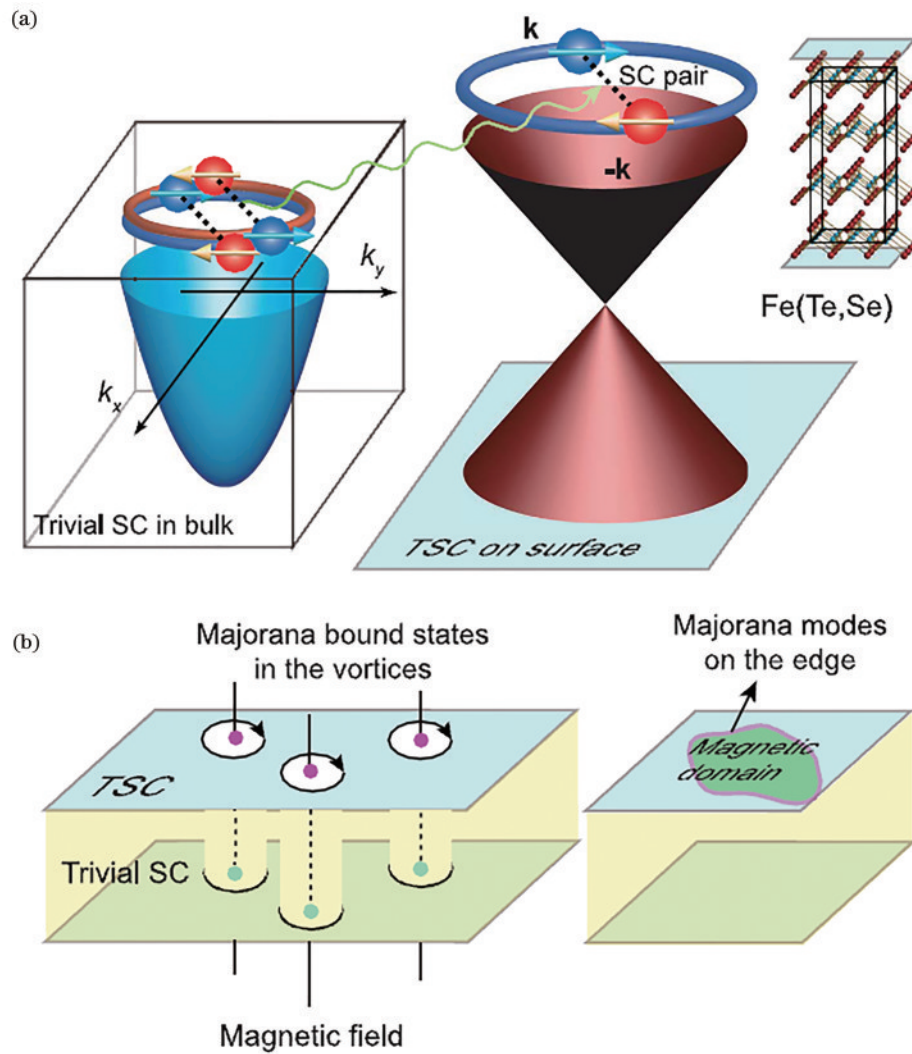 (a)
k
SC pair
-k
k_y
k_x
Trivial SC in bulk
TSC on surface
Fe(Te,Se)
(b)
Majorana bound states
in the vortices
TSC
Trivial SC
Magnetic field
Majorana modes
on the edge
Magnetic
domain